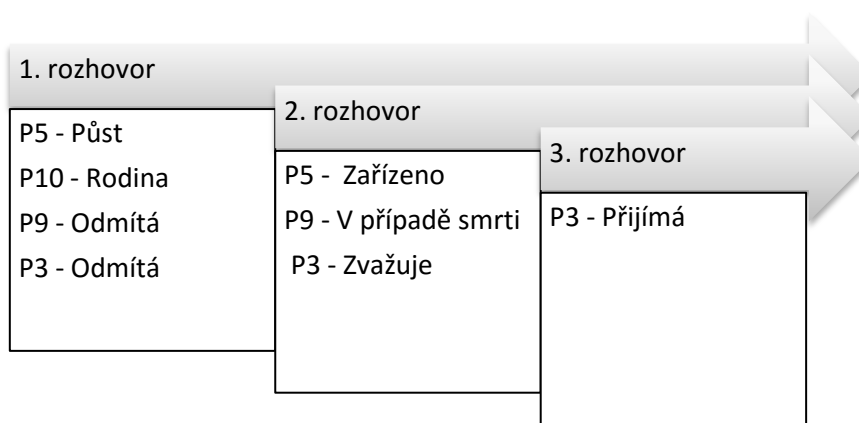 1. rozhovor
P5 - Půst
P10 - Rodina
P9 - Odmítá
P3 - Odmítá
2. rozhovor
P5 - Zařízeno
P9 - V případě smrti
P3 - Zvažuje
3. rozhovor
P3 - Přijímá